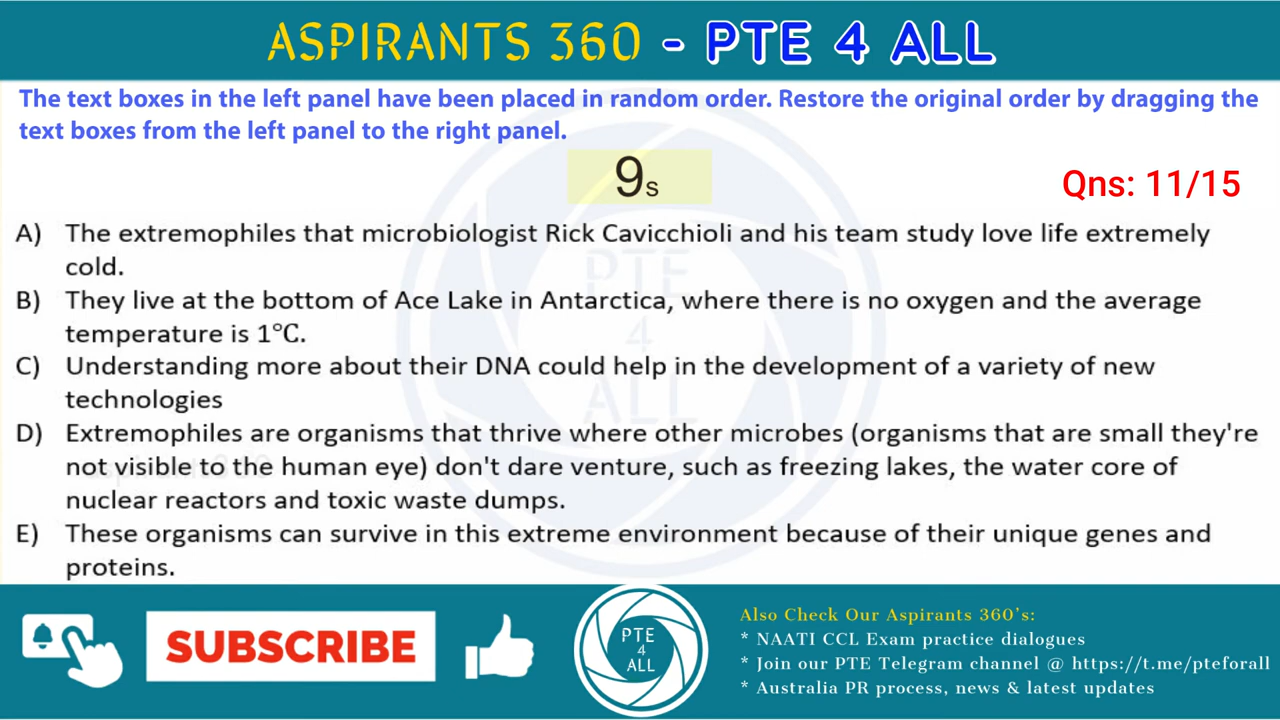 ASPIRANTS 360 - PTE 4 ALL
The text boxes in the left panel have been placed in random order. Restore the original order by dragging the
text boxes from the left panel to the right panel.
9s
Qns: 11/15
A) The extremophiles that microbiologist Rick Cavicchioli and his team study love life extremely
cold.
B) They live at the bottom of Ace Lake in Antarctica, where there is no oxygen and the average
temperature is 1°C.
C) Understanding more about their DNA could help in the development of a variety of new
technologies
D) Extremophiles are organisms that thrive where other microbes (organisms that are small they're
not visible to the human eye) don't dare venture, such as freezing lakes, the water core of
nuclear reactors and toxic waste dumps.
E) These organisms can survive in this extreme environment because of their unique genes and
proteins.
PTE
4
ALL
aspirants360
SUBSCRIBE
PTE
4
ALL
Also Check Our Aspirants 360's:
* NAATI CCL Exam practice dialogues
* Join our PTE Telegram channel @ https://t.me/pteforall
* Australia PR process, news & latest updates